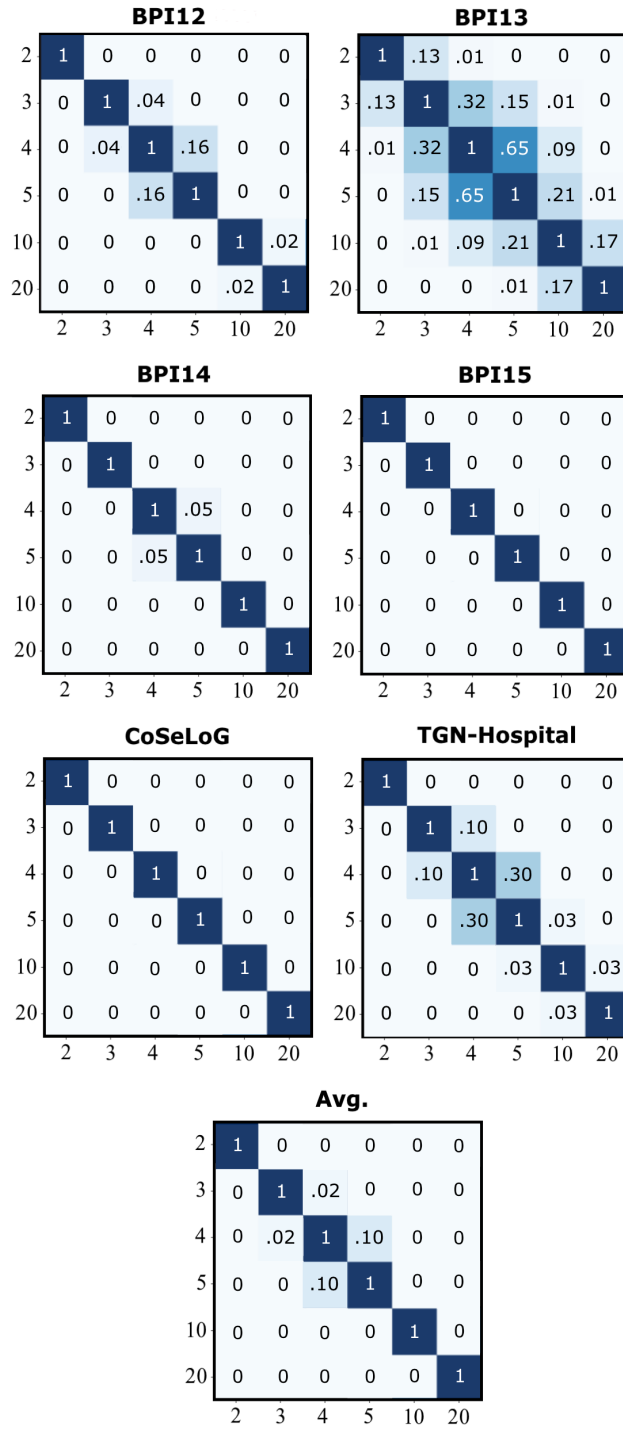 BPI12 BPI13
2 1 0 0 0 0 0 2 1 .13 .01 0 0 0
3 0 1 .04 0 0 0 3 .13 1 .32 .15 .01 0
4 0 .04 1 .16 0 0 4 .01 .32 1 .65 .09 0
5 0 0 .16 1 0 0 5 0 .15 .65 1 .21 .01
10 0 0 0 0 1 .02 10 0 .01 .09 .21 1 .17
20 0 0 0 0 .02 1 20 0 0 0 .01 .17 1
2 3 4 5 10 20 2 3 4 5 10 20
BPI14 BPI15
2 1 0 0 0 0 0 2 1 0 0 0 0 0
3 0 1 0 0 0 0 3 0 1 0 0 0 0
4 0 0 1 .05 0 0 4 0 0 1 0 0 0
5 0 0 .05 1 0 0 5 0 0 0 1 0 0
10 0 0 0 0 1 0 10 0 0 0 0 1 0
20 0 0 0 0 0 1 20 0 0 0 0 0 1
2 3 4 5 10 20 2 3 4 5 10 20
CoSeLoG TGN-Hospital
2 1 0 0 0 0 0 2 1 0 0 0 0 0
3 0 1 0 0 0 0 3 0 1 .10 0 0 0
4 0 0 1 0 0 0 4 0 .10 1 .30 0 0
5 0 0 0 1 0 0 5 0 0 .30 1 .03 0
10 0 0 0 0 1 0 10 0 0 0 .03 1 .03
20 0 0 0 0 0 1 20 0 0 0 0 .03 1
2 3 4 5 10 20 2 3 4 5 10 20
Avg.
2 1 0 0 0 0 0
3 0 1 .02 0 0 0
4 0 .02 1 .10 0 0
5 0 0 .10 1 0 0
10 0 0 0 0 1 0
20 0 0 0 0 0 1
2 3 4 5 10 20